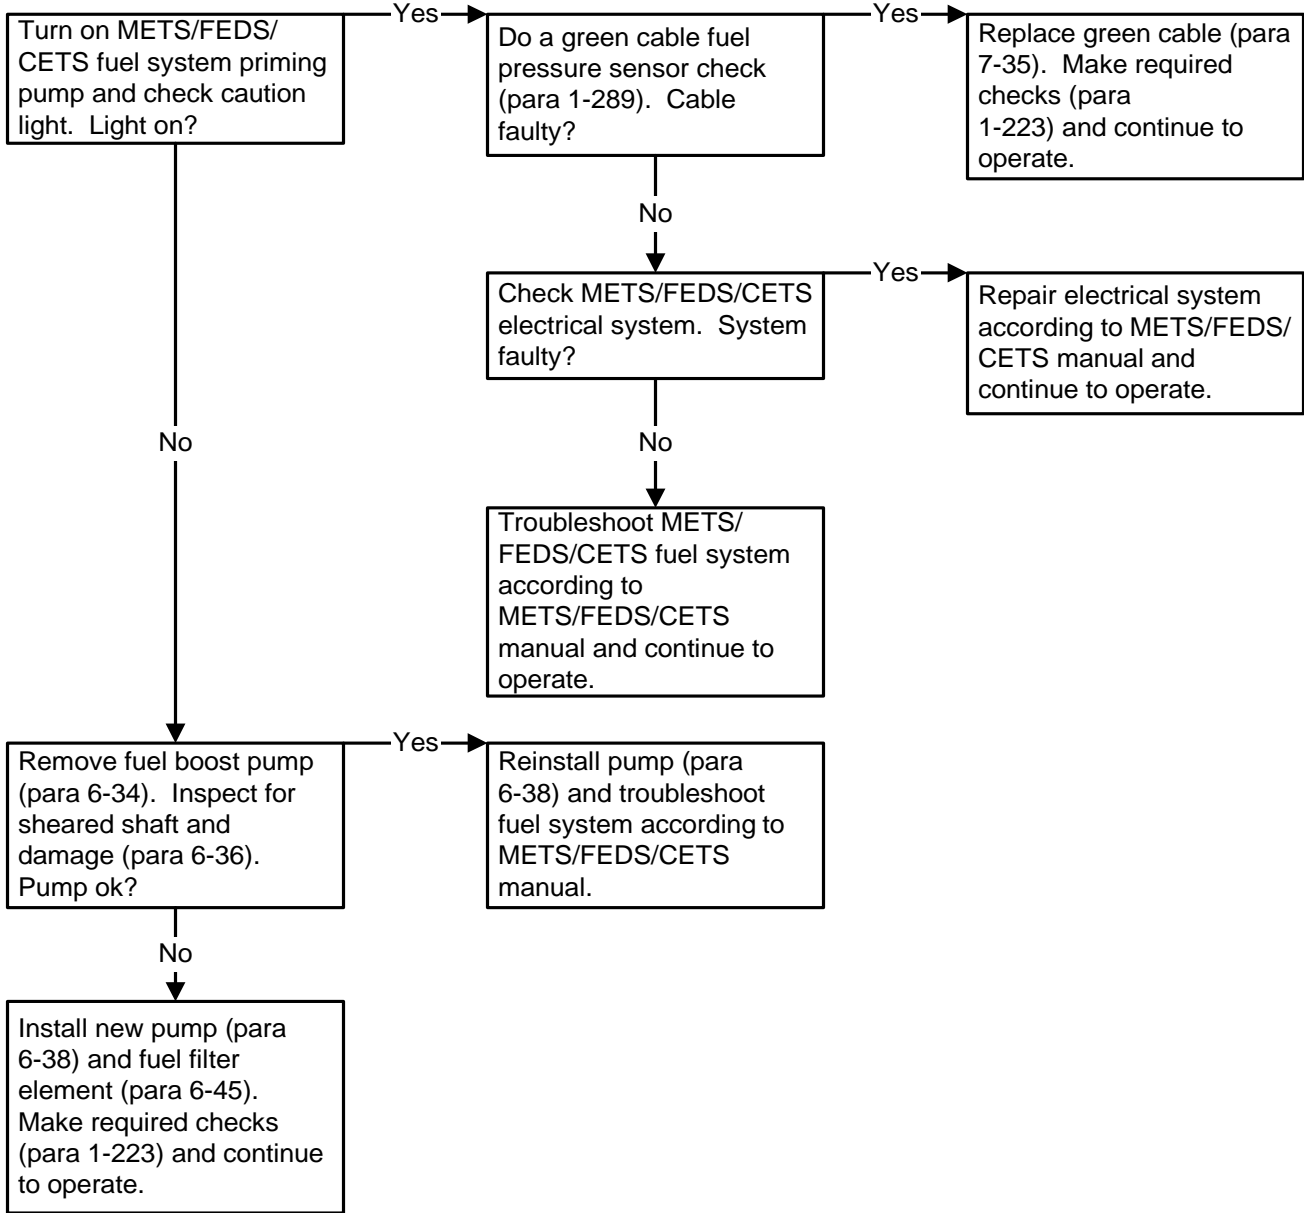 Turn on METS/FEDS/
CETS fuel system priming
pump and check caution
light.  Light on?
Yes
Do a green cable fuel
pressure sensor check
(para 1-289).  Cable
faulty?
Yes
Replace green cable (para
7-35).  Make required
checks (para
1-223) and continue to
operate.
No
Check METS/FEDS/CETS
electrical system.  System
faulty?
Yes
Repair electrical system
according to METS/FEDS/
CETS manual and
continue to operate.
No
No
Troubleshoot METS/
FEDS/CETS fuel system
according to
METS/FEDS/CETS
manual and continue to
operate.
Remove fuel boost pump
(para 6-34).  Inspect for
sheared shaft and
damage (para 6-36).
Pump ok?
Yes
Reinstall pump (para
6-38) and troubleshoot
fuel system according to
METS/FEDS/CETS
manual.
No
Install new pump (para
6-38) and fuel filter
element (para 6-45).
Make required checks
(para 1-223) and continue
to operate.